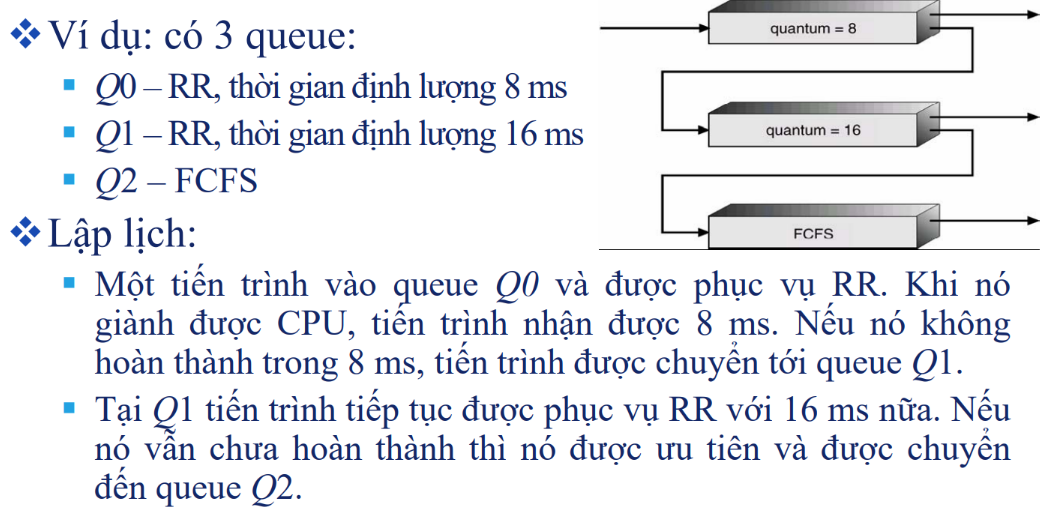 ❖ Ví dụ: có 3 queue:
▪ Q0 – RR, thời gian định lượng 8 ms
▪ Q1 – RR, thời gian định lượng 16 ms
▪ Q2 – FCFS
quantum = 8
quantum = 16
FCFS
❖ Lập lịch:
▪ Một tiến trình vào queue Q0 và được phục vụ RR. Khi nó
giành được CPU, tiến trình nhận được 8 ms. Nếu nó không
hoàn thành trong 8 ms, tiến trình được chuyển tới queue Q1.
▪ Tại Q1 tiến trình tiếp tục được phục vụ RR với 16 ms nữa. Nếu
nó vẫn chưa hoàn thành thì nó được ưu tiên và được chuyển
đến queue Q2.